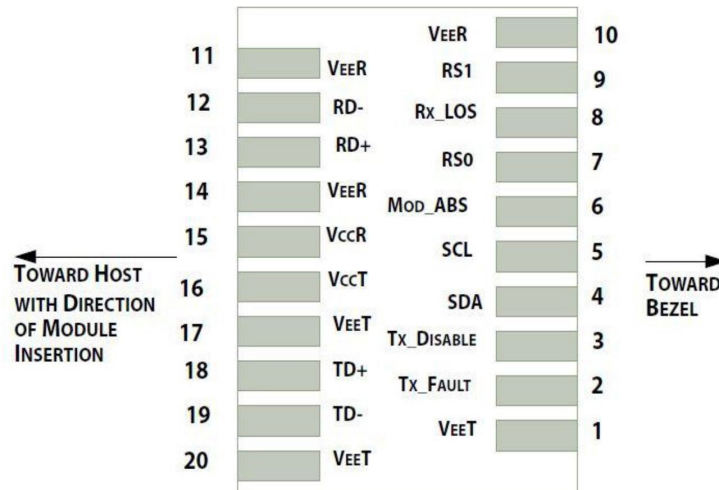 VEER 10
11 VEER
RS1 9
12 RD-
RX_LOS 8
13 RD+
RS0 7
14 VEER
MOD_ABS 6
15 VCCR
SCL 5
TOWARD HOST
WITH DIRECTION
OF MODULE
INSERTION
TOWARD
BEZEL
16 VCCT
SDA 4
17 VEET
TX_DISABLE 3
18 TD+
TX_FAULT 2
19 TD-
VEET 1
20 VEET